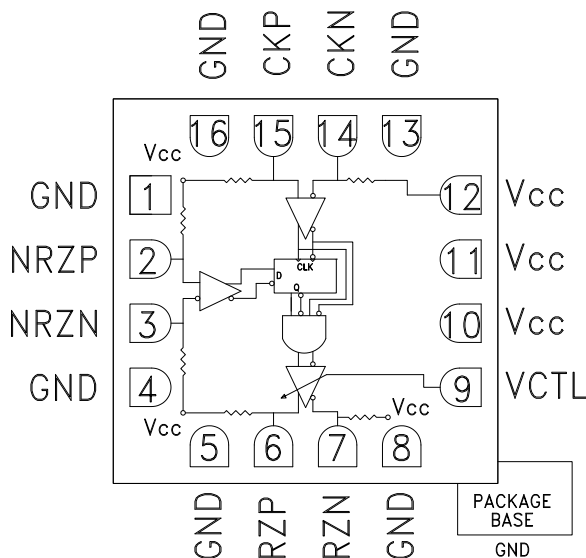 GND CKP CKN GND
16 15 14 13
Vcc
GND 1 12 Vcc
NRZP 2 11 Vcc
D CLK
Q
NRZN 3 10 Vcc
GND 4 9 VCTL
Vcc Vcc
5 6 7 8
GND RZP RZN GND
PACKAGE
BASE
GND